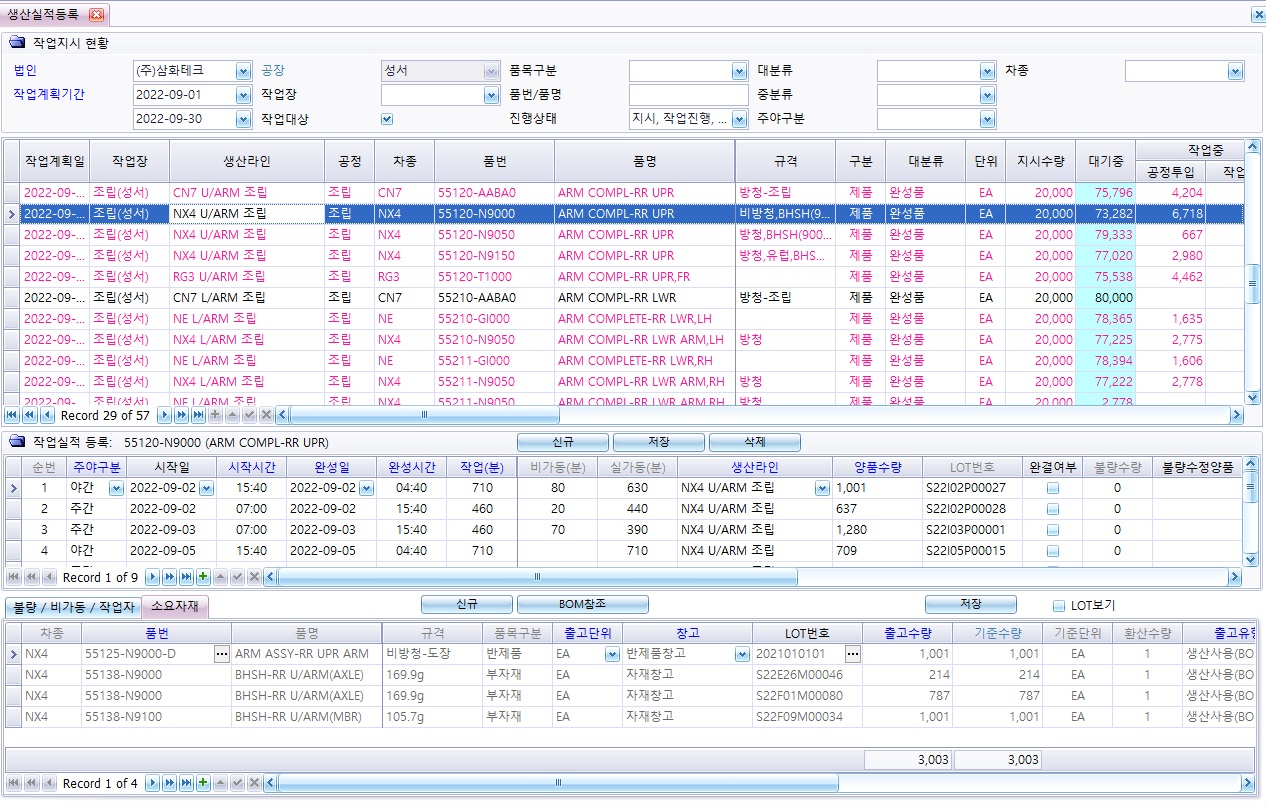 생산실적등록
작업지시 현황
법인 (주)삼화테크 공장 성서 품목구분 대분류 차종
작업계획기간 2022-09-01 작업장 품번/품명 중분류
2022-09-30 작업대상 진행상태 지시, 작업진행, ... 주야구분
작업계획일 작업장 생산라인 공정 차종 품번 품명 규격 구분 대분류 단위 지시수량 대기중 작업중
공정투입 작업
2022-09-... 조립(성서) CN7 U/ARM 조립 조립 CN7 55120-AABA0 ARM COMPL-RR UPR 방청-조립 제품 완성품 EA 20,000 75,796 4,204
2022-09-... 조립(성서) NX4 U/ARM 조립 조립 NX4 55120-N9000 ARM COMPL-RR UPR 비방청,BHSH(9... 제품 완성품 EA 20,000 73,282 6,718
2022-09-... 조립(성서) NX4 U/ARM 조립 조립 NX4 55120-N9050 ARM COMPL-RR UPR 방청,BHSH(900... 제품 완성품 EA 20,000 79,333 667
2022-09-... 조립(성서) NX4 U/ARM 조립 조립 NX4 55120-N9150 ARM COMPL-RR UPR 방청,유럽,BHS... 제품 완성품 EA 20,000 77,020 2,980
2022-09-... 조립(성서) RG3 U/ARM 조립 조립 RG3 55120-T1000 ARM COMPL-RR UPR,FR 제품 완성품 EA 20,000 75,538 4,462
2022-09-... 조립(성서) CN7 L/ARM 조립 조립 CN7 55210-AABA0 ARM COMPL-RR LWR 방청-조립 제품 완성품 EA 20,000 80,000
2022-09-... 조립(성서) NE L/ARM 조립 조립 NE 55210-GI000 ARM COMPLETE-RR LWR,LH 제품 완성품 EA 20,000 78,365 1,635
2022-09-... 조립(성서) NX4 L/ARM 조립 조립 NX4 55210-N9050 ARM COMPL-RR LWR ARM,LH 방청 제품 완성품 EA 20,000 77,225 2,775
2022-09-... 조립(성서) NE L/ARM 조립 조립 NE 55211-GI000 ARM COMPLETE-RR LWR,RH 제품 완성품 EA 20,000 78,394 1,606
2022-09-... 조립(성서) NX4 L/ARM 조립 조립 NX4 55211-N9050 ARM COMPL-RR LWR ARM,RH 방청 제품 완성품 EA 20,000 77,222 2,778
2022-09-... 조립(성서) NE L/ARM 조립 조립 NX4 55211-N9050 ARM COMPL-RR LWR ARM RH 방청 제품 완성품 EA 20,000 2,778
Record 29 of 57
작업실적 등록: 55120-N9000 (ARM COMPL-RR UPR) 신규 저장 삭제
순번 주야구분 시작일 시작시간 완성일 완성시간 작업(분) 비가동(분) 실가동(분) 생산라인 양품수량 LOT번호 완결여부 불량수량 불량수정양품
1 야간 2022-09-02 15:40 2022-09-02 04:40 710 80 630 NX4 U/ARM 조립 1,001 S22I02P00027 0
2 주간 2022-09-02 07:00 2022-09-02 15:40 460 20 440 NX4 U/ARM 조립 637 S22I02P00028 0
3 주간 2022-09-03 07:00 2022-09-03 15:40 460 70 390 NX4 U/ARM 조립 1,280 S22I03P00001 0
4 야간 2022-09-05 15:40 2022-09-05 04:40 710 710 NX4 U/ARM 조립 709 S22I05P00015 0
Record 1 of 9
불량 / 비가동 / 작업자 소요자재 신규 BOM참조 저장 LOT보기
차종 품번 품명 규격 품목구분 출고단위 창고 LOT번호 출고수량 기준수량 기준단위 환산수량 출고유형
NX4 55125-N9000-D ... ARM ASSY-RR UPR ARM 비방청-도장 반제품 EA 반제품창고 2021010101 ... 1,001 1,001 EA 1 생산사용(BO
NX4 55138-N9000 BHSH-RR U/ARM(AXLE) 169.9g 부자재 EA 자재창고 S22E26M00046 214 214 EA 1 생산사용(BO
NX4 55138-N9000 BHSH-RR U/ARM(AXLE) 169.9g 부자재 EA 자재창고 S22F01M00080 787 787 EA 1 생산사용(BO
NX4 55138-N9100 BHSH-RR U/ARM(MBR) 105.7g 부자재 EA 자재창고 S22F09M00034 1,001 1,001 EA 1 생산사용(BO
3,003 3,003
Record 1 of 4